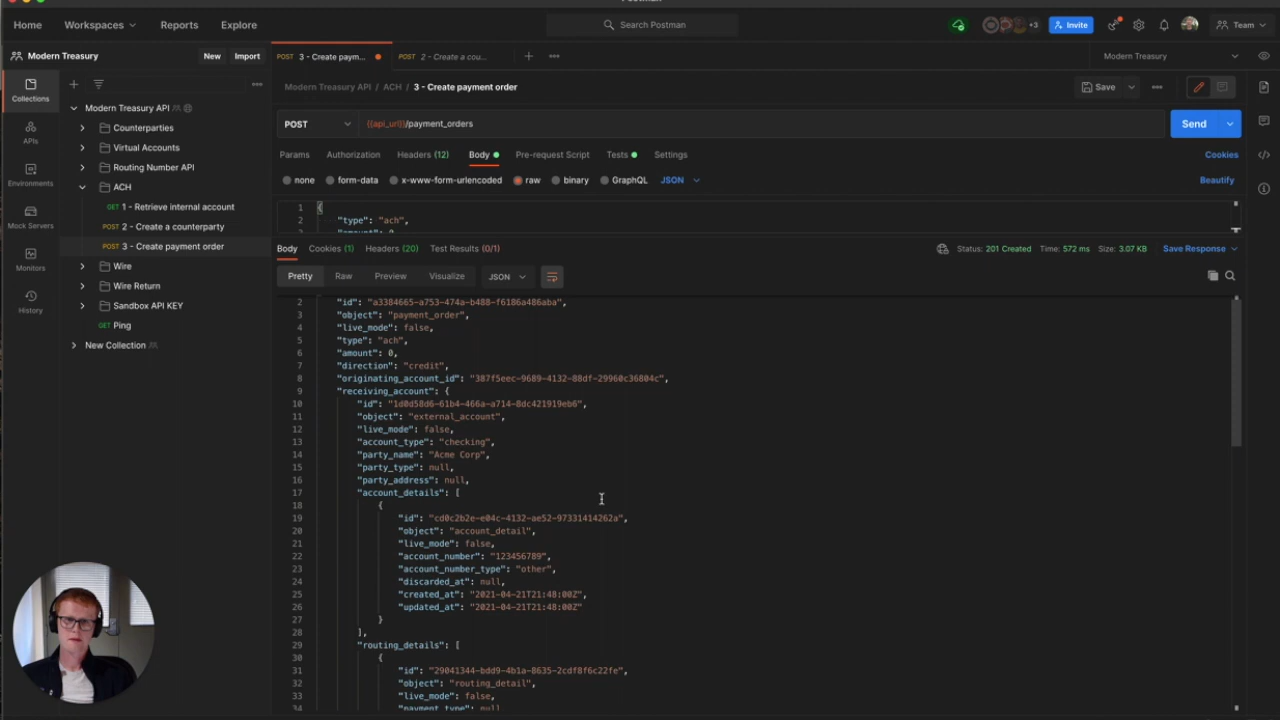 Postman
Home Workspaces Reports Explore Search Postman +3 Invite Team
Modern Treasury New Import POST 3 - Create paym... POST 2 - Create a cou... Modern Treasury
Collections
APIs
Environments
Mock Servers
Monitors
History
Modern Treasury API
Counterparties
Virtual Accounts
Routing Number API
ACH
GET 1 - Retrieve internal account
POST 2 - Create a counterparty
POST 3 - Create payment order
Wire
Wire Return
Sandbox API KEY
GET Ping
New Collection
Modern Treasury API / ACH / 3 - Create payment order Save
POST {{api_url}}/payment_orders Send
Params Authorization Headers (12) Body Pre-request Script Tests Settings Cookies
none form-data x-www-form-urlencoded raw binary GraphQL JSON Beautify
1 {
2 "type": "ach",
"amount": 0,
Body Cookies (1) Headers (20) Test Results (0/1) Status: 201 Created Time: 572 ms Size: 3.07 KB Save Response
Pretty Raw Preview Visualize JSON
2 "id": "a3384665-a753-474a-b488-f6186a486aba",
3 "object": "payment_order",
4 "live_mode": false,
5 "type": "ach",
6 "amount": 0,
7 "direction": "credit",
8 "originating_account_id": "387f5eec-9689-4132-88df-29960c36804c",
9 "receiving_account": {
10 "id": "1d0d58d6-61b4-466a-a714-8dc421919eb6",
11 "object": "external_account",
12 "live_mode": false,
13 "account_type": "checking",
14 "party_name": "Acme Corp",
15 "party_type": null,
16 "party_address": null,
17 "account_details": [
18 {
19 "id": "cd0c2b2e-e04c-4132-ae52-97331414262a",
20 "object": "account_detail",
21 "live_mode": false,
22 "account_number": "123456789",
23 "account_number_type": "other",
24 "discarded_at": null,
25 "created_at": "2021-04-21T21:48:00Z",
26 "updated_at": "2021-04-21T21:48:00Z"
27 }
28 ],
29 "routing_details": [
30 {
31 "id": "29041344-bdd9-4b1a-8635-2cdf8f6c22fe",
32 "object": "routing_detail",
33 "live_mode": false,
34 "payment_type": null,